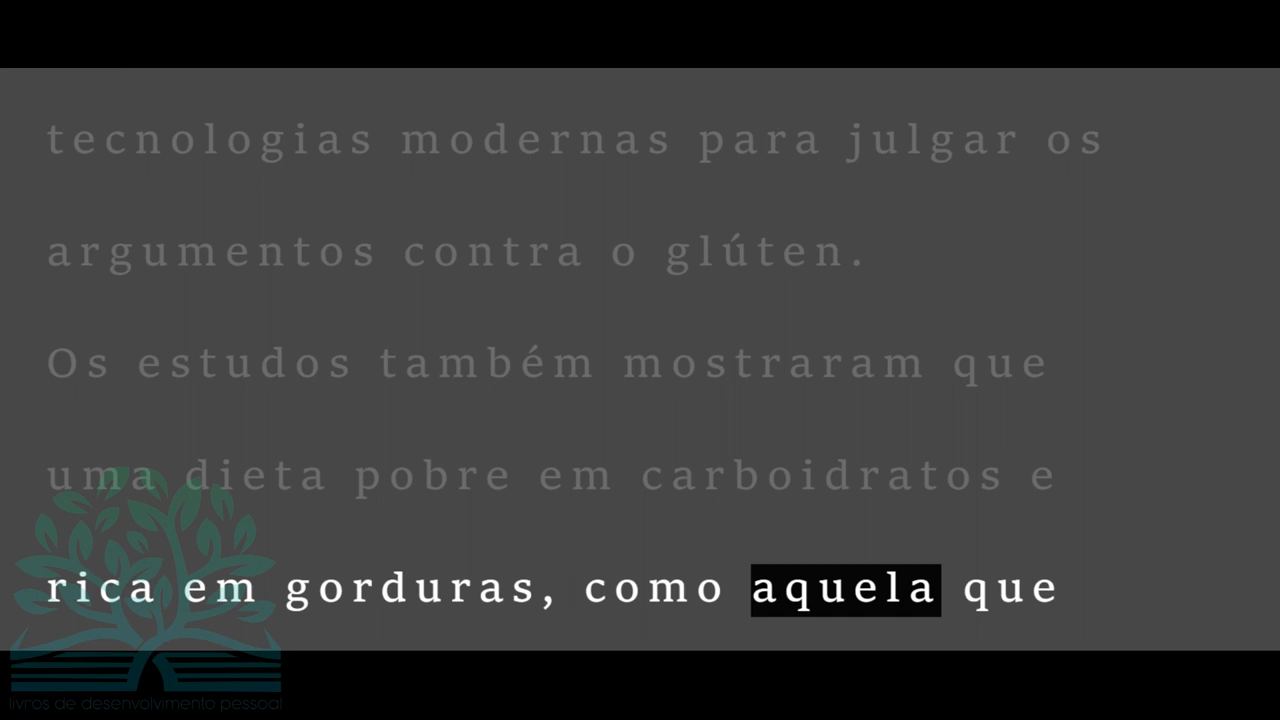 tecnologias modernas para julgar os
argumentos contra o glúten.
Os estudos também mostraram que
uma dieta pobre em carboidratos e
rica em gorduras, como aquela que
livros de desenvolvimento pessoal